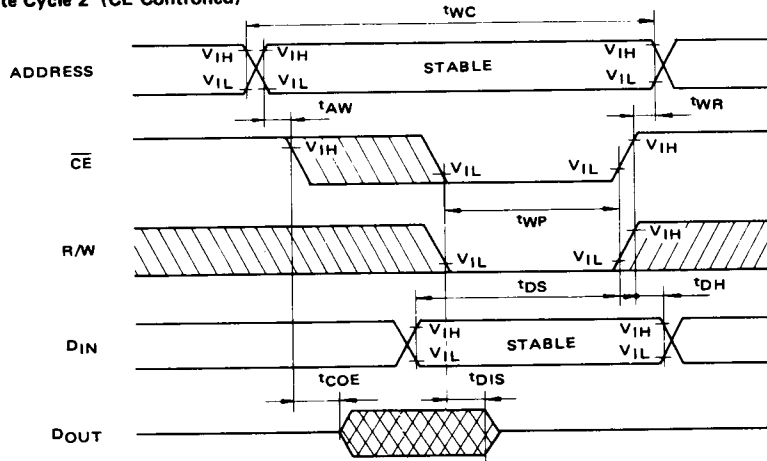 te Cycle 2 (CE Controlled)
tWC
ADDRESS
VIH VIH STABLE VIH
VIL VIL VIL
tAW tWR
CE
VIH VIL VIL VIH
tWP
R/W
VIL VIL VIH
tDS tDH
DIN
VIH STABLE VIH
VIL VIL
tCOE tDIS
DOUT